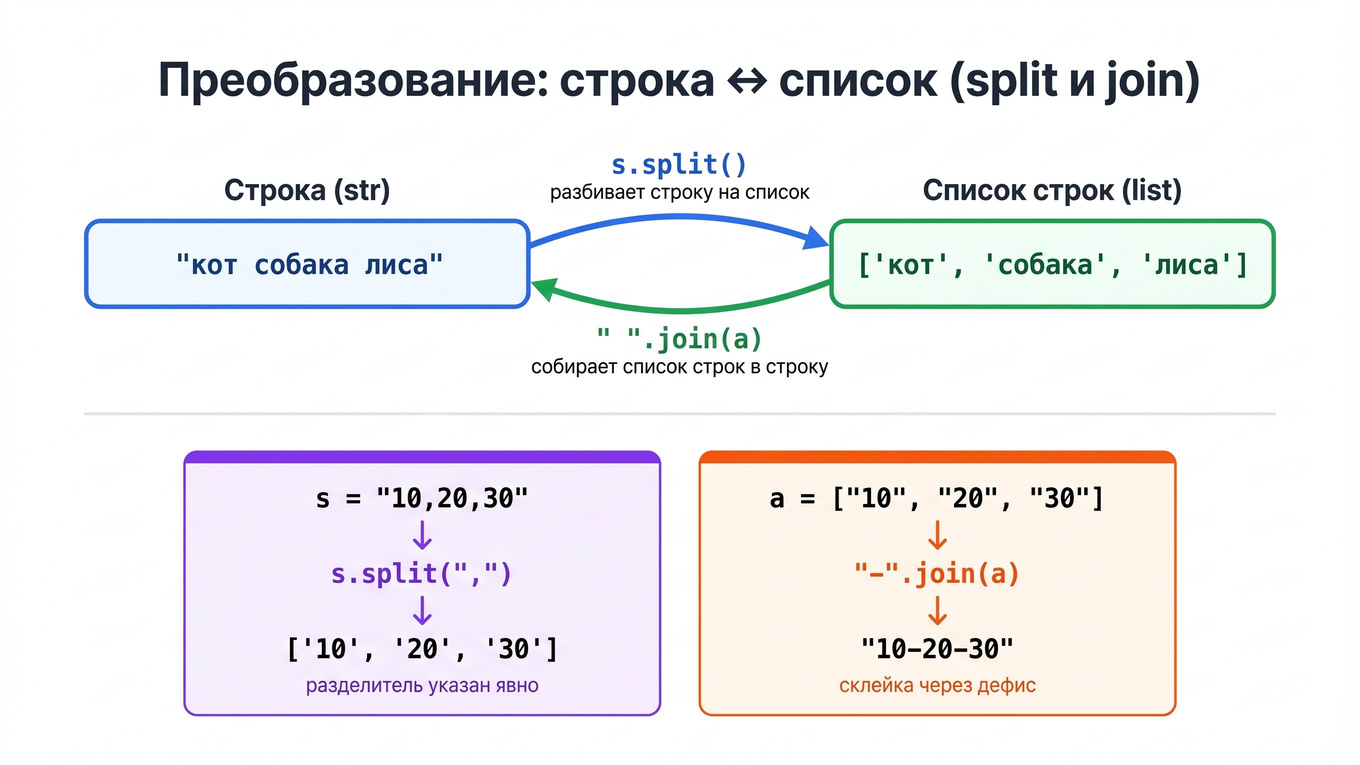 Преобразование: строка ↔ список (split и join)
s.split()
разбивает строку на список
Строка (str)
Список строк (list)
"кот собака лиса"
['кот', 'собака', 'лиса']
" ".join(a)
собирает список строк в строку
s = "10,20,30"
↓
s.split(",")
↓
['10', '20', '30']
разделитель указан явно
a = ["10", "20", "30"]
↓
"-".join(a)
↓
"10-20-30"
склейка через дефис